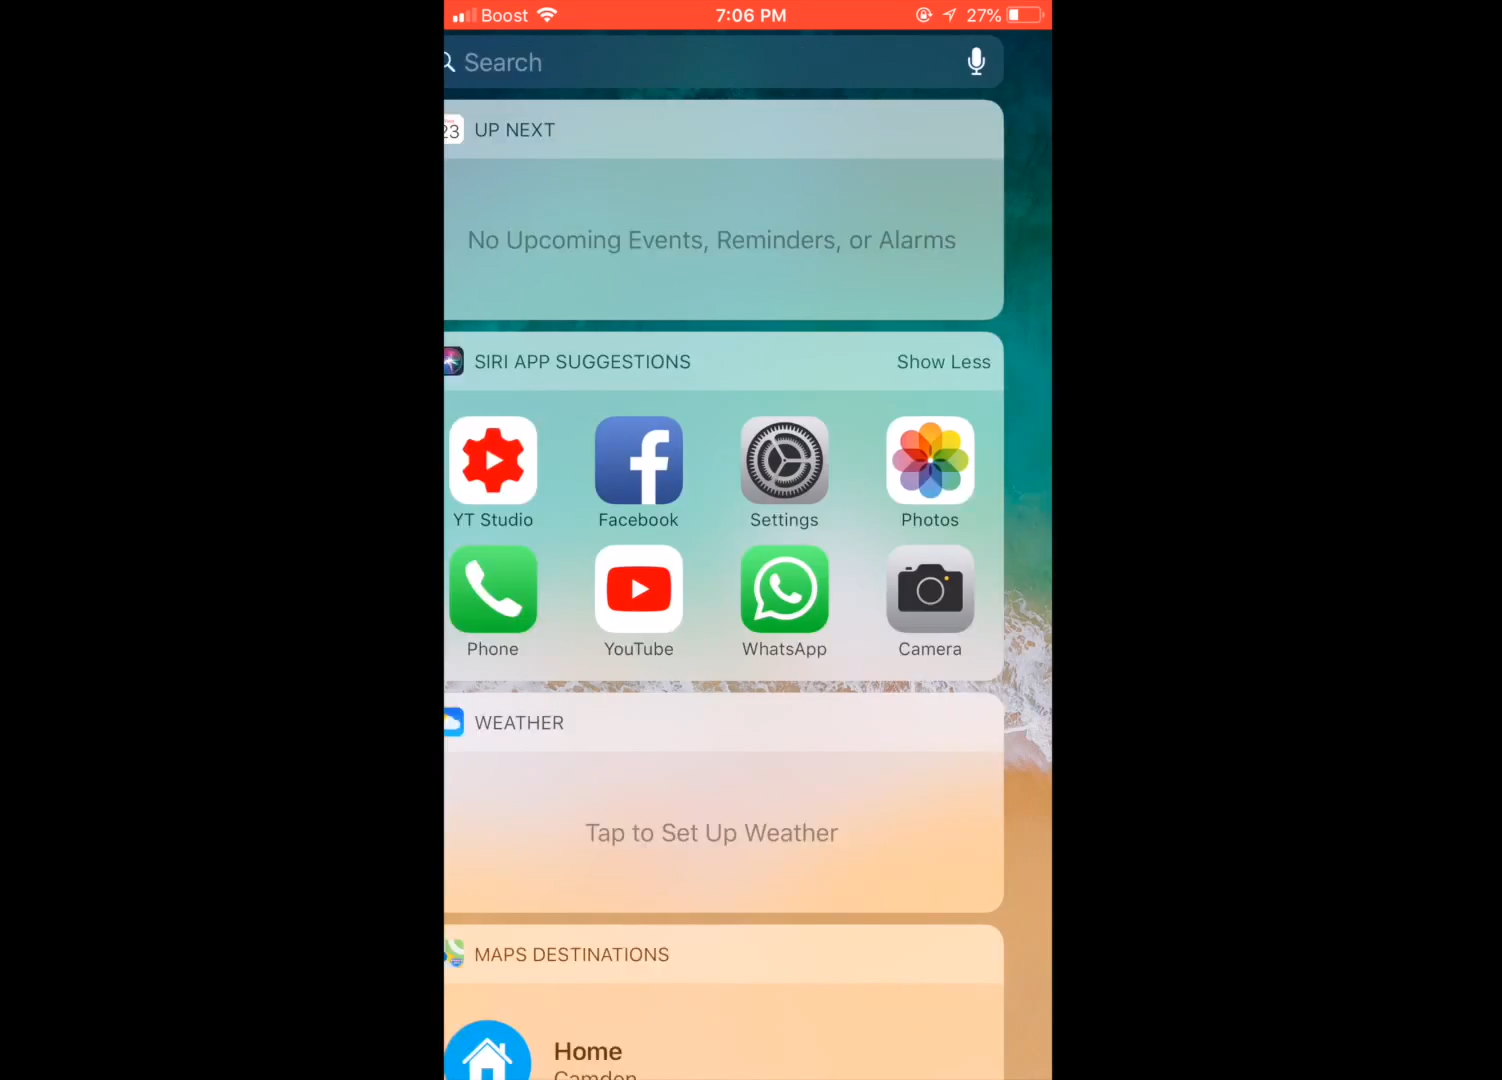 Boost 7:06 PM 27%
Search
23 UP NEXT
No Upcoming Events, Reminders, or Alarms
SIRI APP SUGGESTIONS Show Less
YT Studio Facebook Settings Photos
Phone YouTube WhatsApp Camera
WEATHER
Tap to Set Up Weather
MAPS DESTINATIONS
Home
Camden